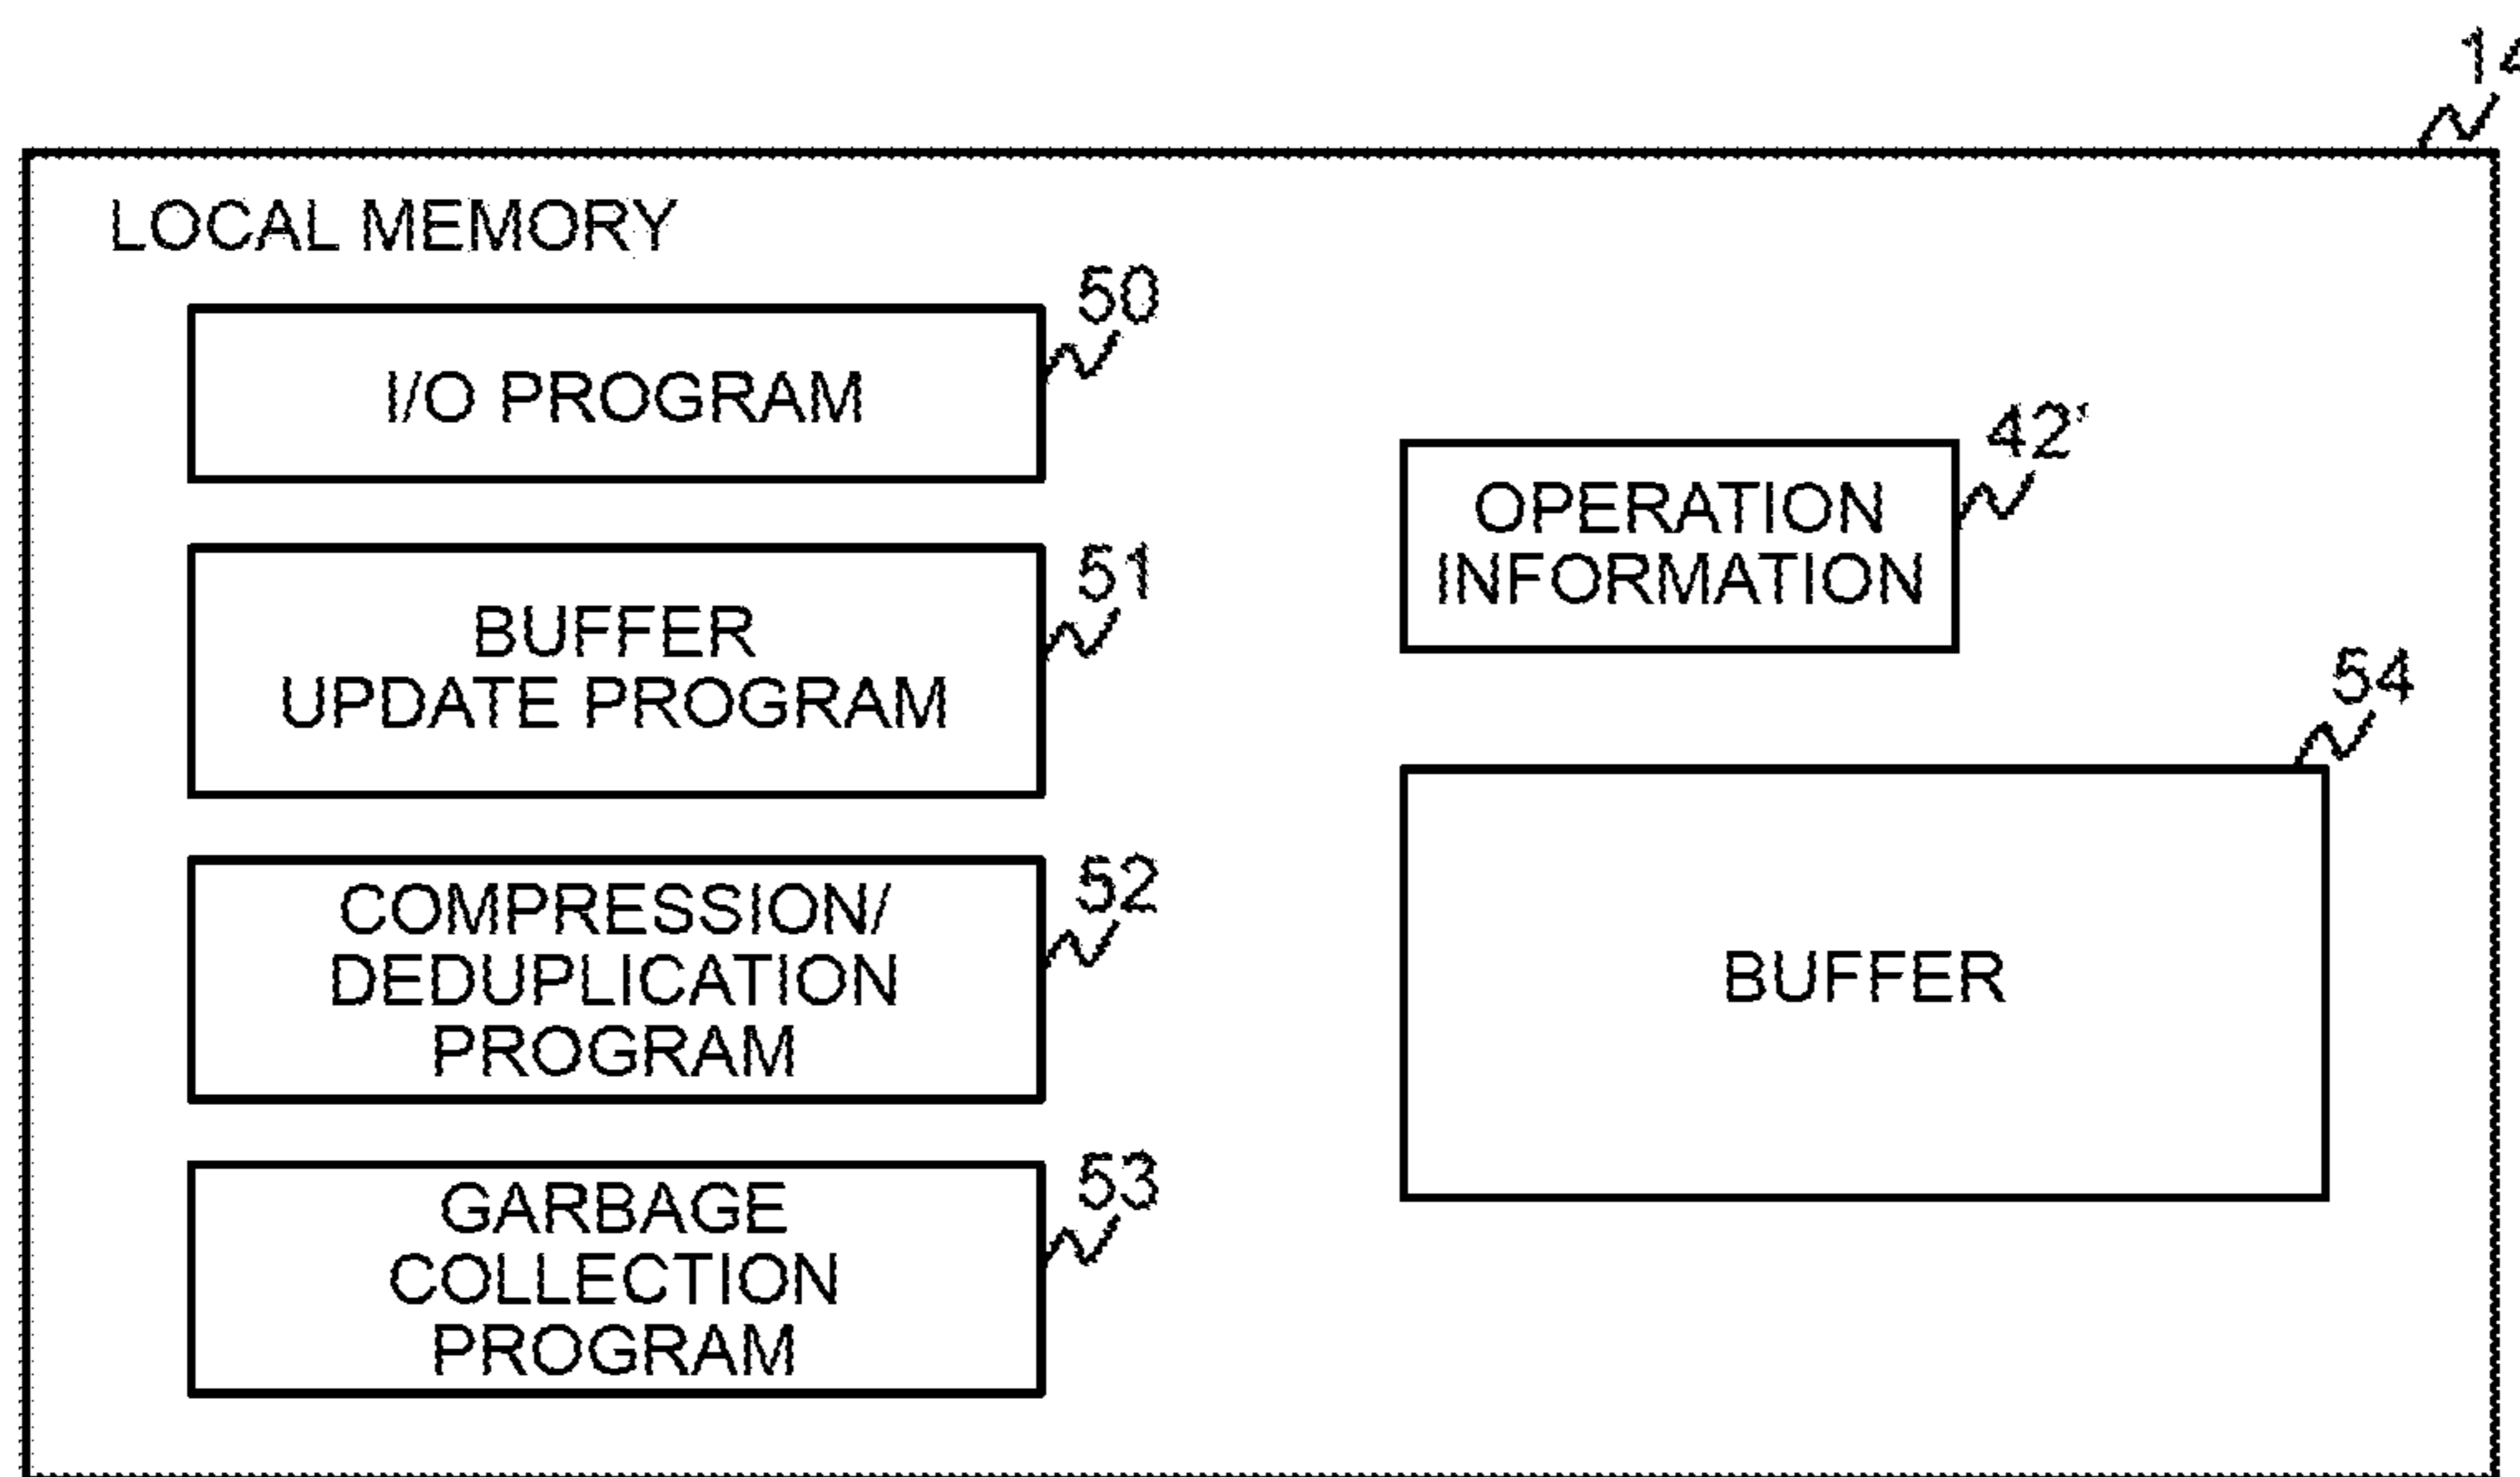 14
LOCAL MEMORY
50
I/O PROGRAM
51
BUFFER
UPDATE PROGRAM
52
COMPRESSION/
DEDUPLICATION
PROGRAM
53
GARBAGE
COLLECTION
PROGRAM
42'
OPERATION
INFORMATION
54
BUFFER